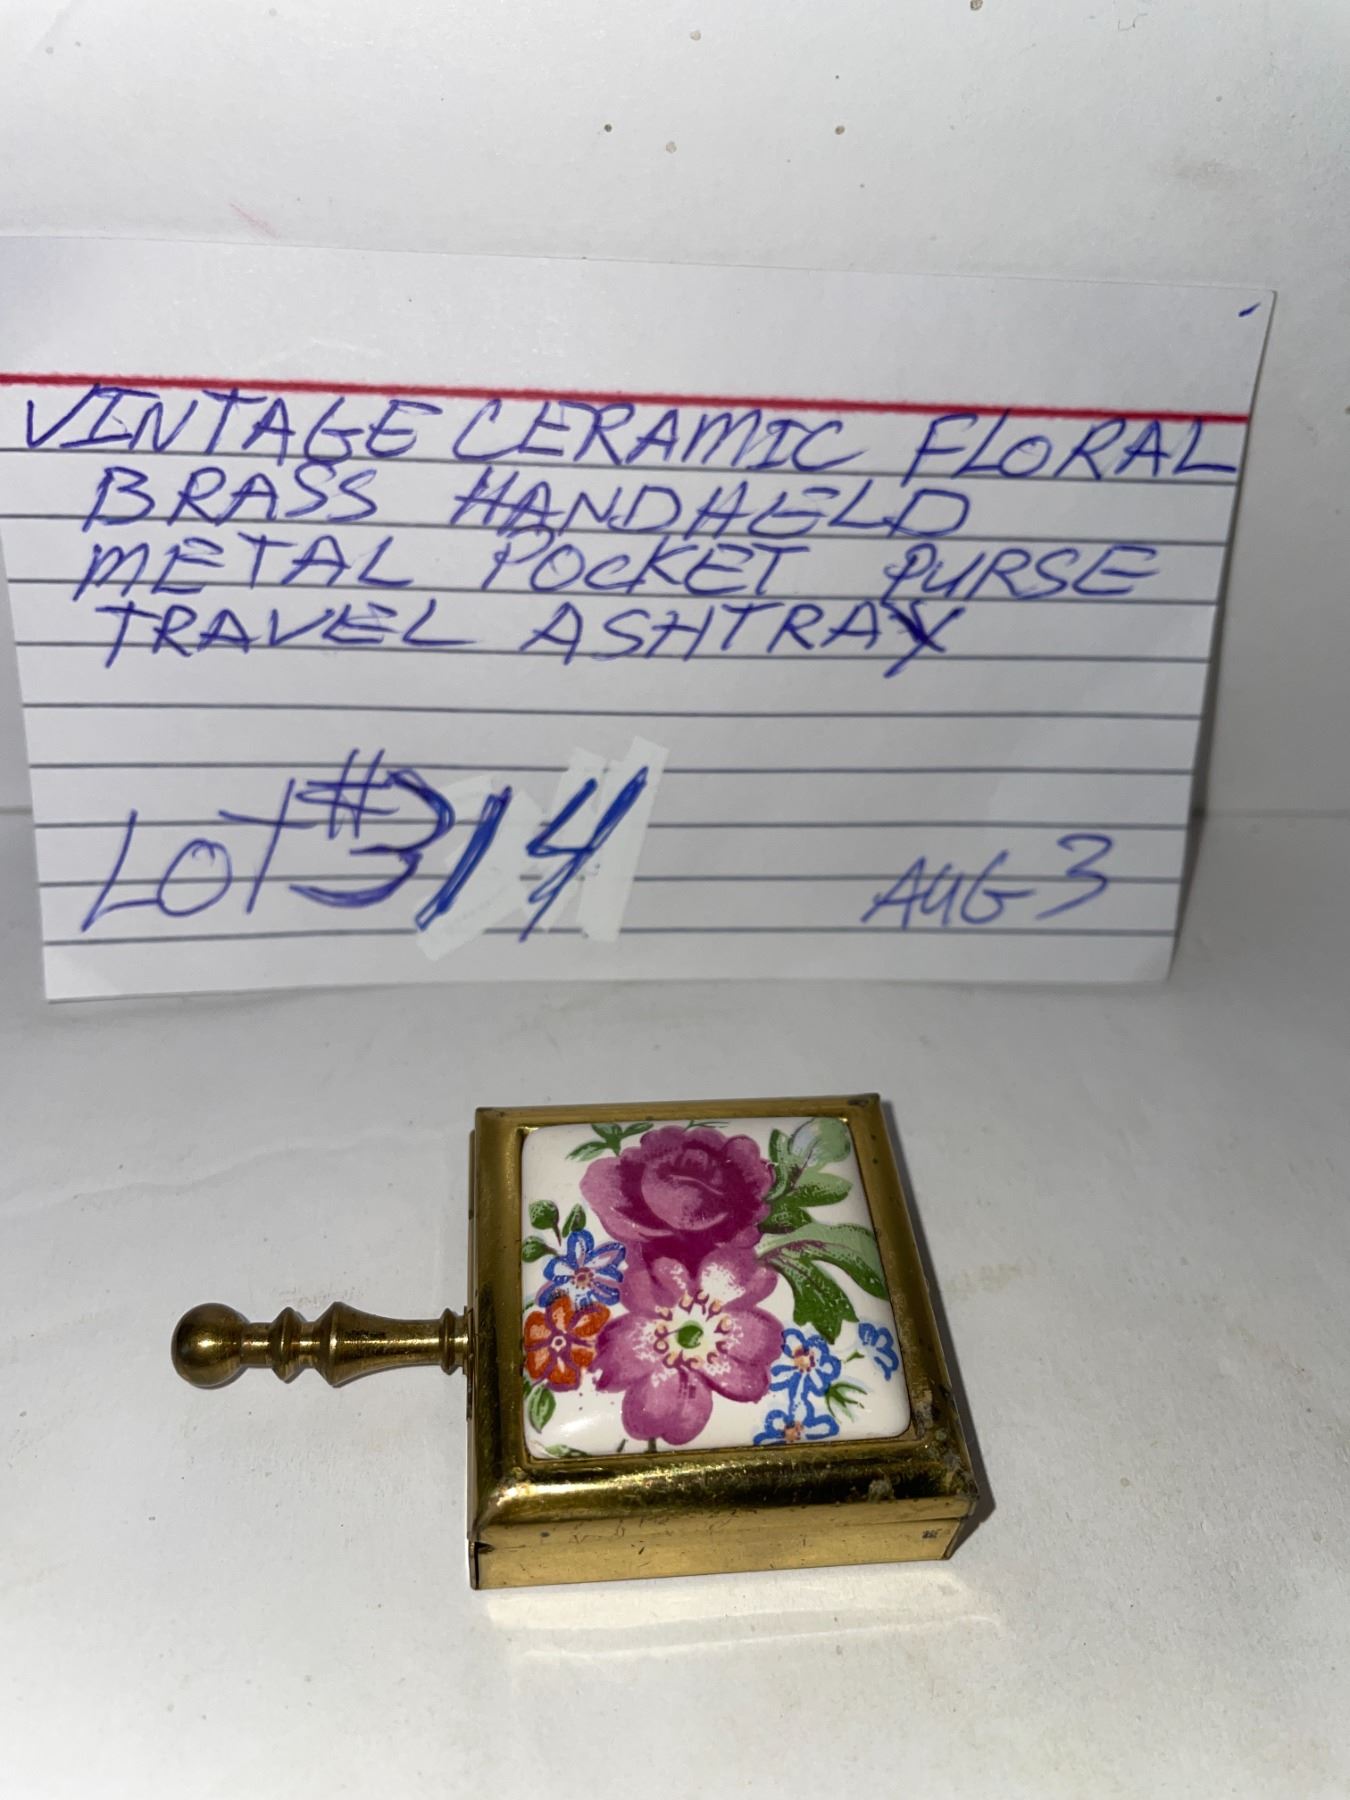 VINTAGE CERAMIC FLORAL
BRASS HANDHELD
METAL POCKET PURSE
TRAVEL ASHTRAY
LOT #314
AUG 3